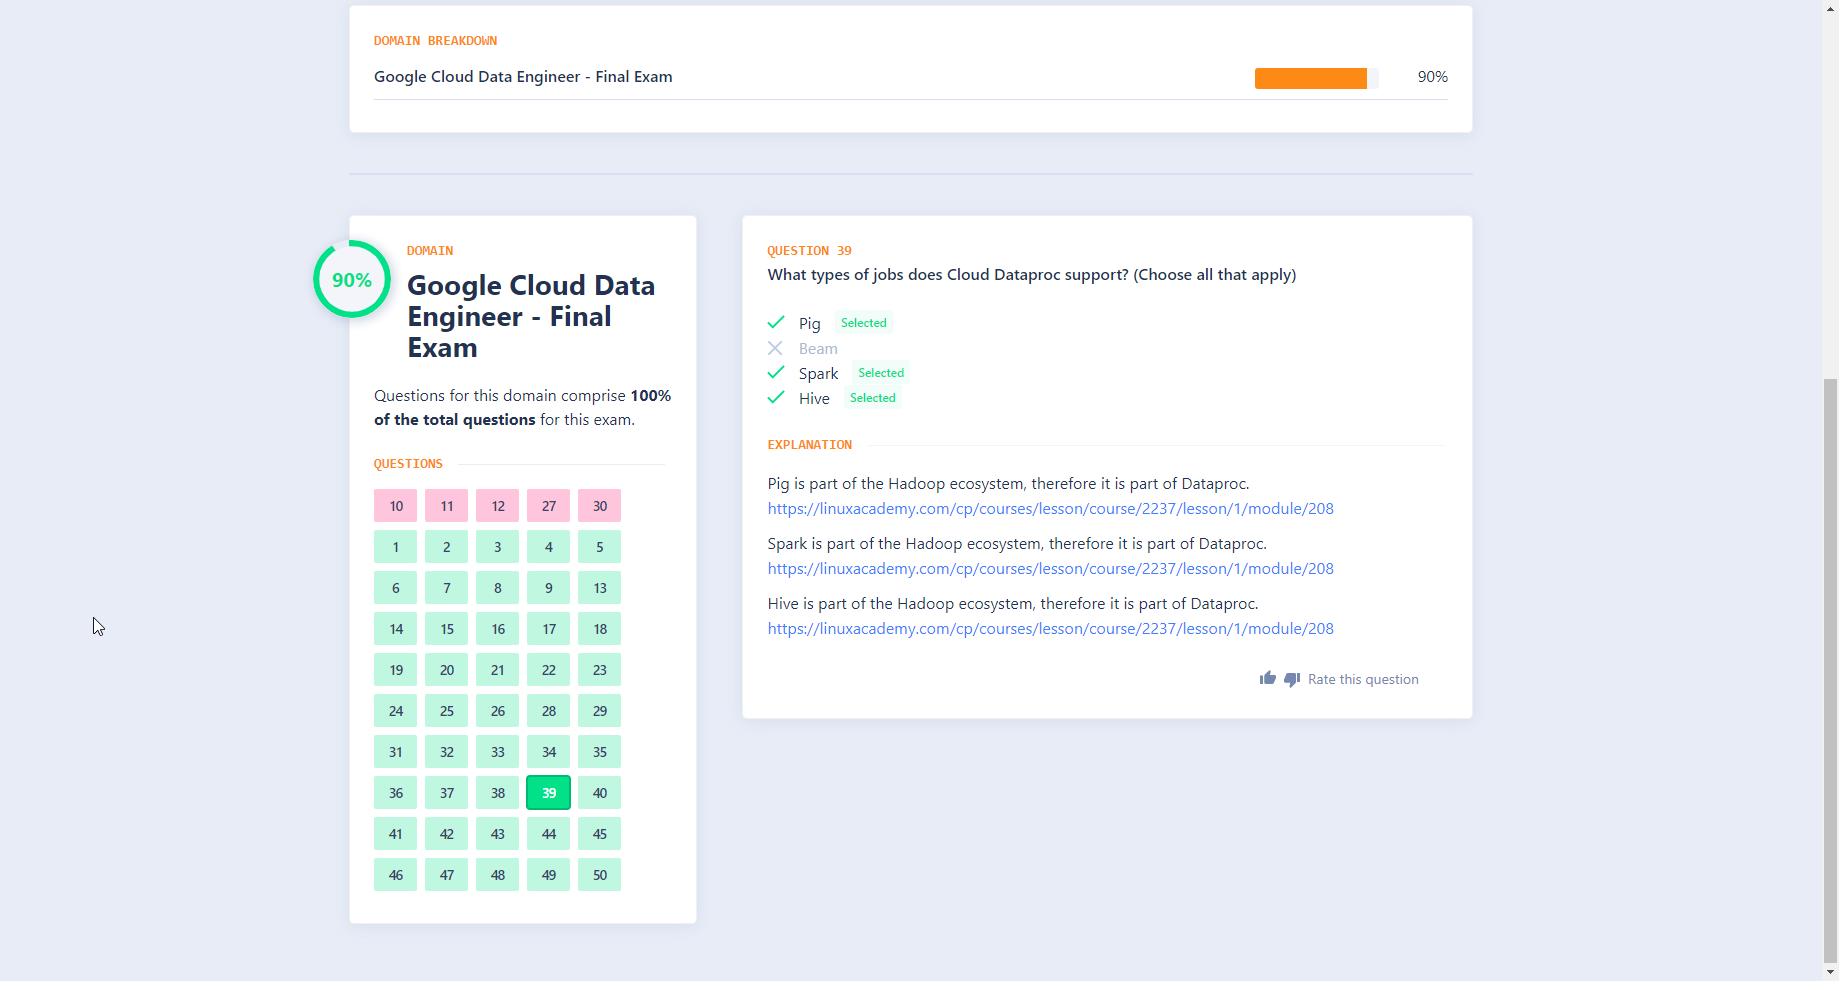 DOMAIN BREAKDOWN
Google Cloud Data Engineer - Final Exam
90%
90%
DOMAIN
Google Cloud Data
Engineer - Final
Exam
Questions for this domain comprise 100%
of the total questions for this exam.
QUESTIONS
10 11 12 27 30
1 2 3 4 5
6 7 8 9 13
14 15 16 17 18
19 20 21 22 23
24 25 26 28 29
31 32 33 34 35
36 37 38 39 40
41 42 43 44 45
46 47 48 49 50
QUESTION 39
What types of jobs does Cloud Dataproc support? (Choose all that apply)
Pig Selected
Beam
Spark Selected
Hive Selected
EXPLANATION
Pig is part of the Hadoop ecosystem, therefore it is part of Dataproc.
https://linuxacademy.com/cp/courses/lesson/course/2237/lesson/1/module/208
Spark is part of the Hadoop ecosystem, therefore it is part of Dataproc.
https://linuxacademy.com/cp/courses/lesson/course/2237/lesson/1/module/208
Hive is part of the Hadoop ecosystem, therefore it is part of Dataproc.
https://linuxacademy.com/cp/courses/lesson/course/2237/lesson/1/module/208
Rate this question